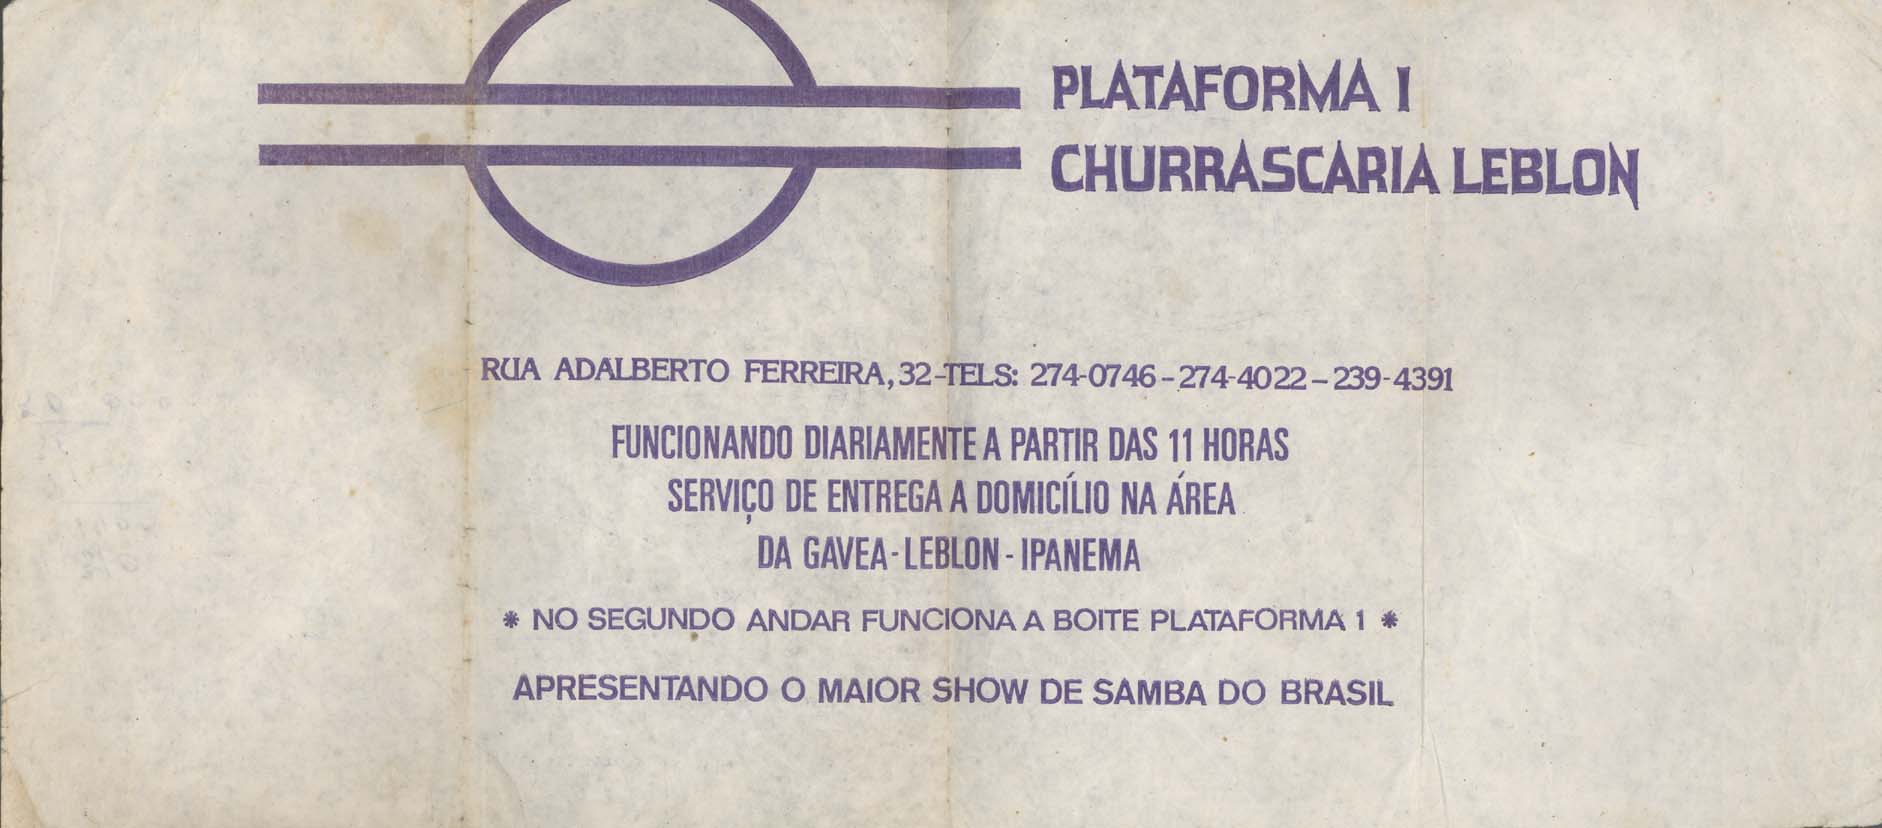 PLATAFORMA I
CHURRASCARIA LEBLON
RUA ADALBERTO FERREIRA, 32-TELS: 274-0746 - 274-4022 - 239-4391
FUNCIONANDO DIARIAMENTE A PARTIR DAS 11 HORAS
SERVIÇO DE ENTREGA A DOMICÍLIO NA ÁREA
DA GAVEA - LEBLON - IPANEMA
* NO SEGUNDO ANDAR FUNCIONA A BOITE PLATAFORMA 1 *
APRESENTANDO O MAIOR SHOW DE SAMBA DO BRASIL